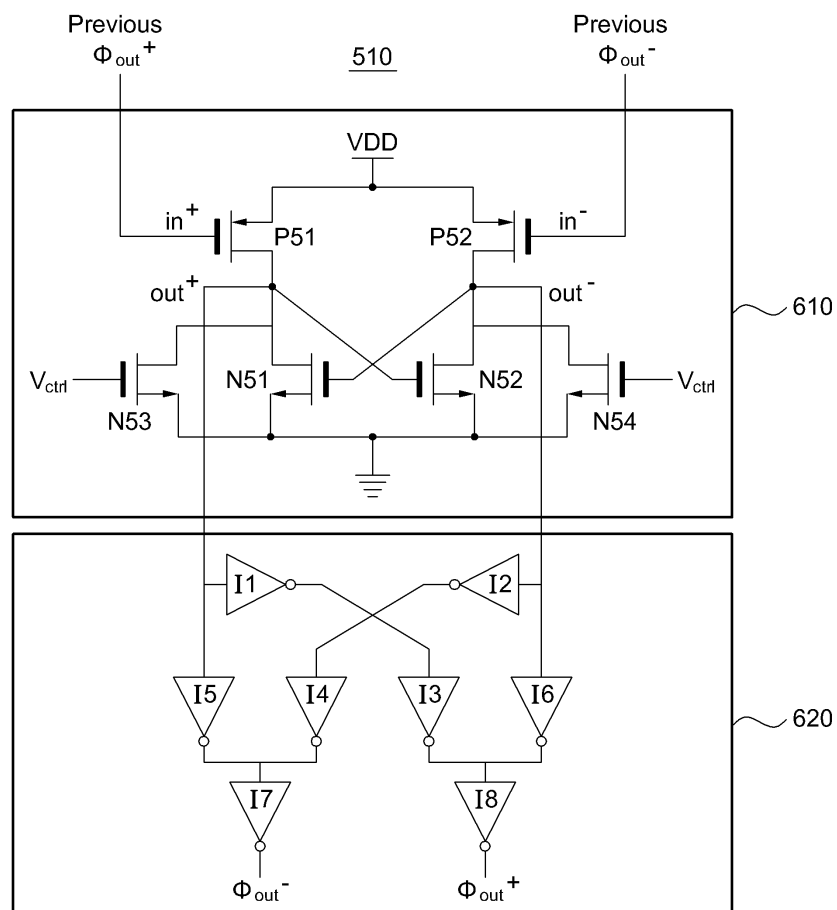 Previous
Φout+
510
Previous
Φout-
VDD
in+
P51
P52
in-
out+
out-
610
Vctrl
N51
N52
Vctrl
N53
N54
I1
I2
I5
I4
I3
I6
620
I7
I8
Φout-
Φout+